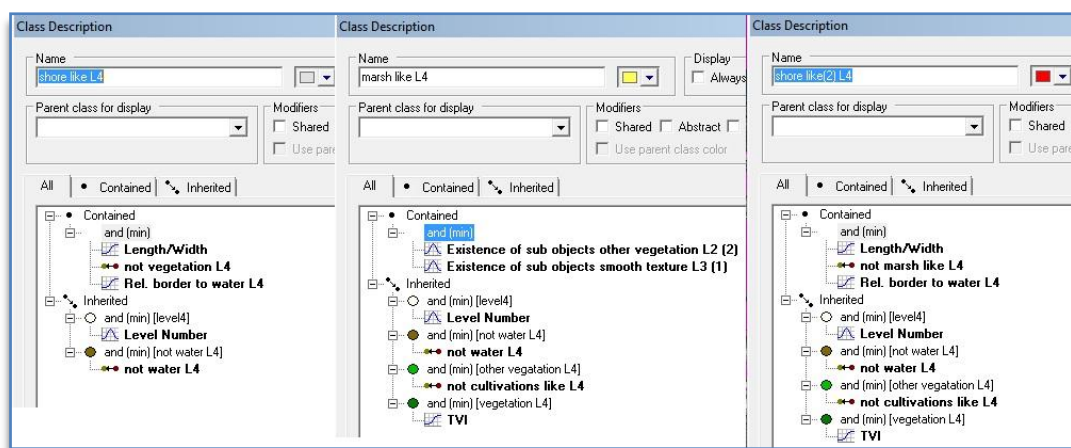 Class Description
Name
shore like L4
Parent class for display
Modifiers
Shared
Use pare
All
Contained
Inherited
Contained
and (min)
Length/Width
not vegetation L4
Rel. border to water L4
Inherited
and (min) [level4]
Level Number
and (min) [not water L4]
not water L4
Class Description
Name
marsh like L4
Display
Always
Parent class for display
Modifiers
Shared
Abstract
Use parent class color
All
Contained
Inherited
Contained
and (min)
Existence of sub objects other vegetation L2 (2)
Existence of sub objects smooth texture L3 (1)
Inherited
and (min) [level4]
Level Number
and (min) [not water L4]
not water L4
and (min) [other vegatation L4]
not cultivations like L4
and (min) [vegetation L4]
TVI
Class Description
Name
shore like(2) L4
Parent class for display
Modifiers
Shared
Use pare
All
Contained
Inherited
Contained
and (min)
Length/Width
not marsh like L4
Rel. border to water L4
Inherited
and (min) [level4]
Level Number
and (min) [not water L4]
not water L4
and (min) [other vegatation L4]
not cultivations like L4
and (min) [vegetation L4]
TVI